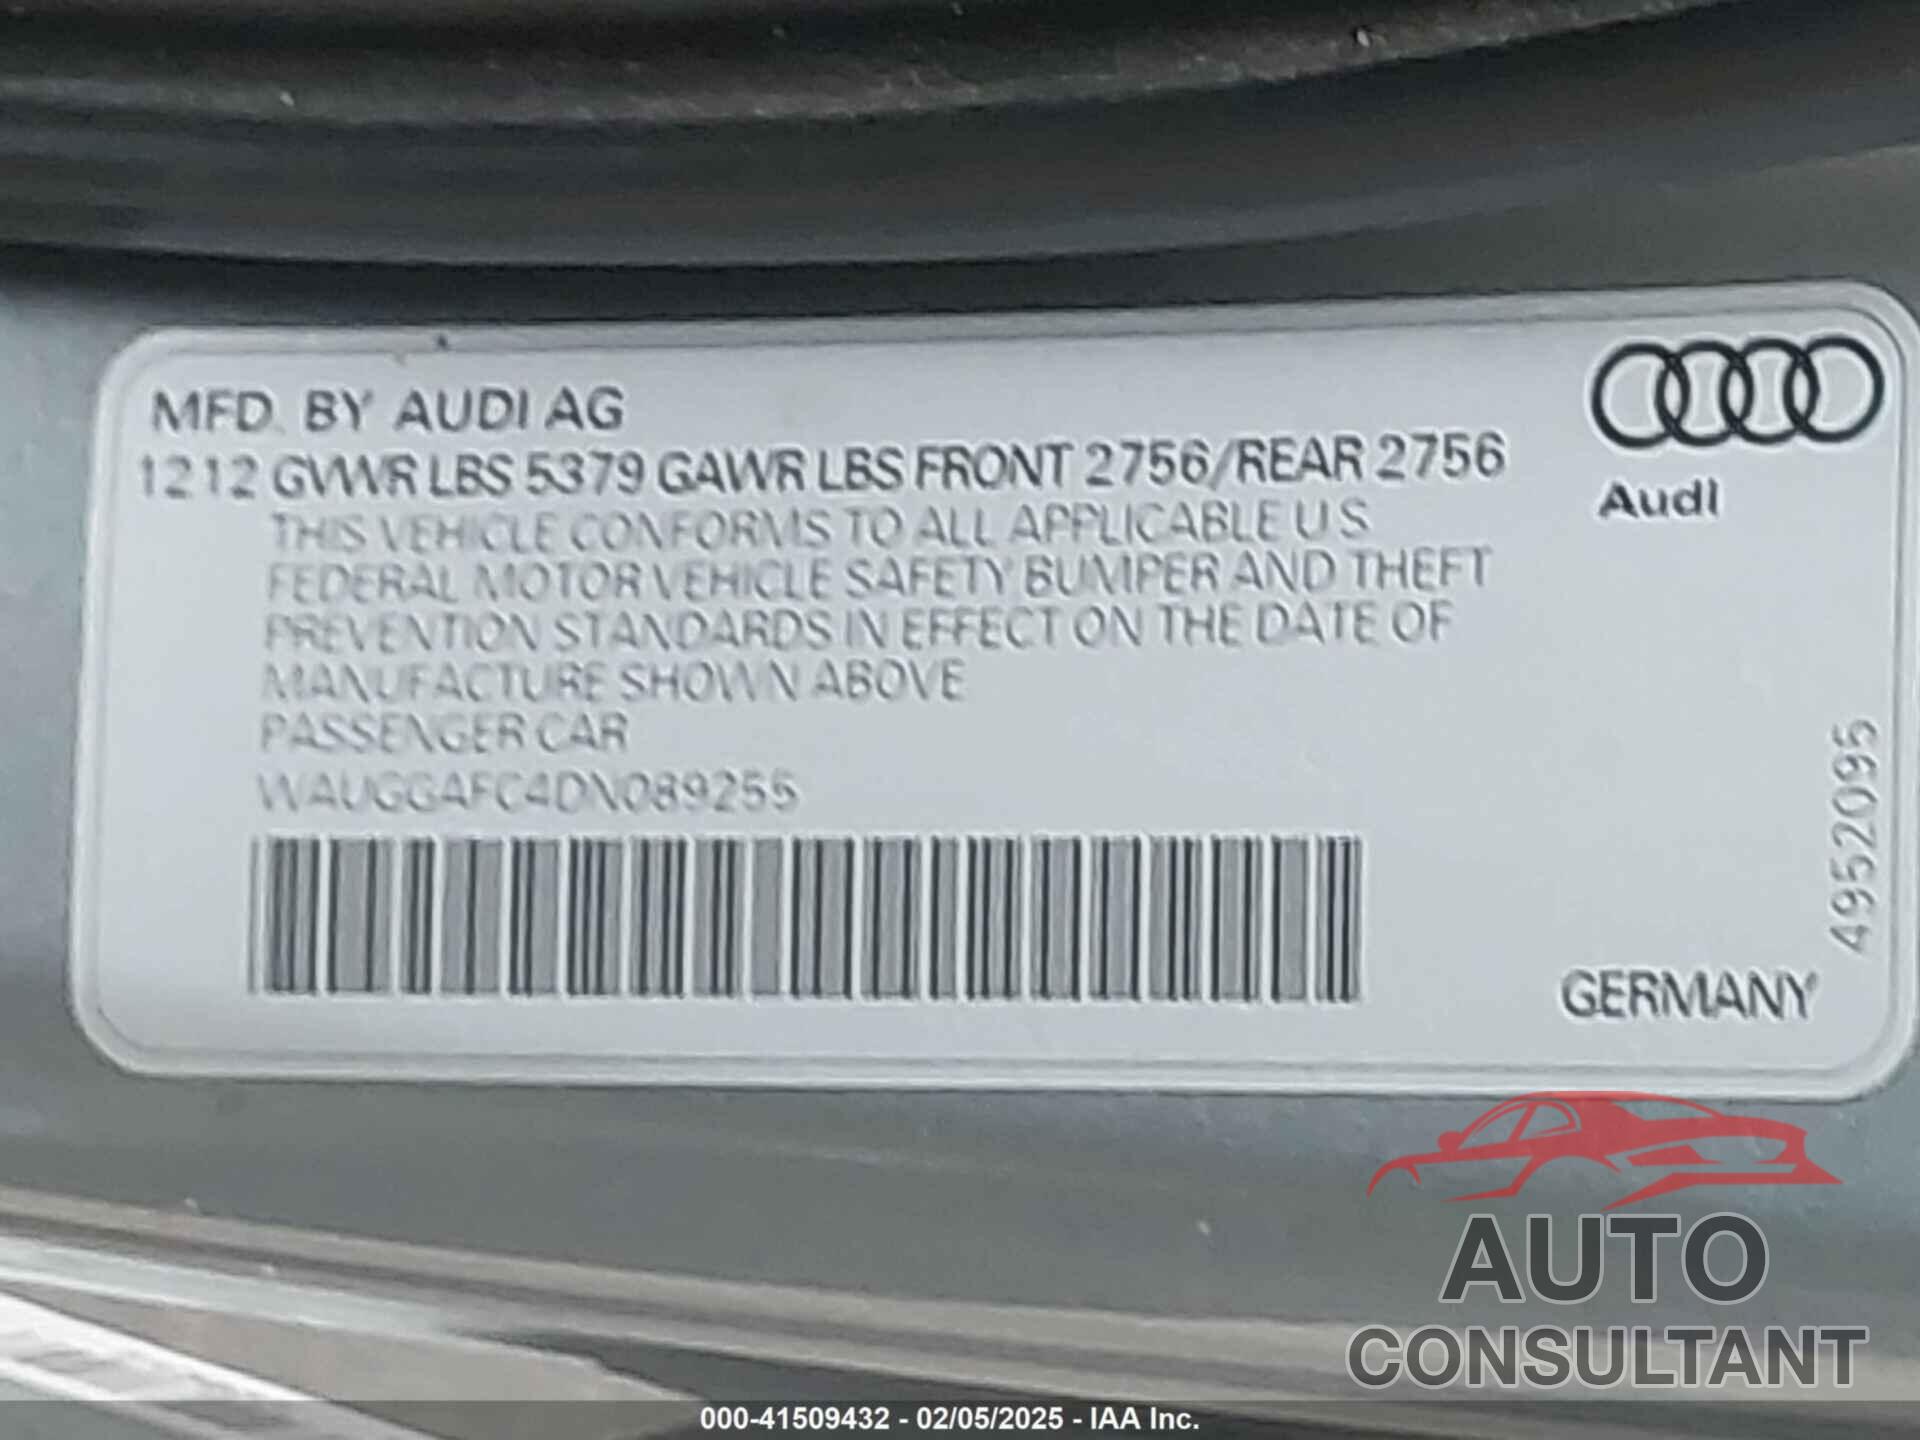 MFD. BY AUDI AG
1212 GVWR LBS 5379 GAWR LBS FRONT 2756/REAR 2756
THIS VEHICLE CONFORMS TO ALL APPLICABLE U S
FEDERAL MOTOR VEHICLE SAFETY BUMPER AND THEFT
PREVENTION STANDARDS IN EFFECT ON THE DATE OF
MANUFACTURE SHOWN ABOVE
PASSENGER CAR
WAUGGAFC4DN089255
Audi
4952095
GERMANY
AUTO
CONSULTANT
000-41509432 - 02/05/2025 - IAA Inc.